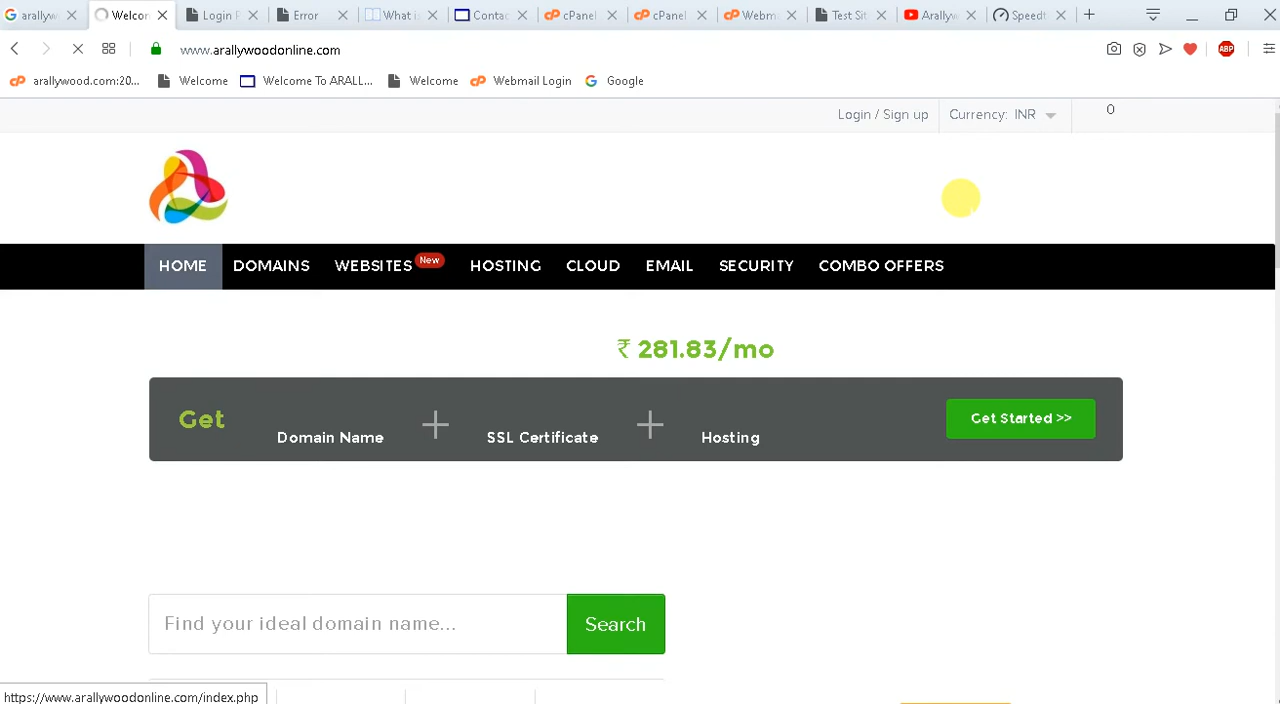 arallyw
Welcon
Login F
Error
What i
Contac
cPanel
cPanel
Webm
Test Sit
Arallyw
Speedt
www.arallywoodonline.com
ABP
cP arallywood.com:20...
Welcome
Welcome To ARALL...
Welcome
cP Webmail Login
G Google
Login / Sign up
Currency: INR
0
HOME
DOMAINS
WEBSITES New
HOSTING
CLOUD
EMAIL
SECURITY
COMBO OFFERS
₹ 281.83/mo
Get
Domain Name
+
SSL Certificate
+
Hosting
Get Started >>
Find your ideal domain name...
Search
https://www.arallywoodonline.com/index.php